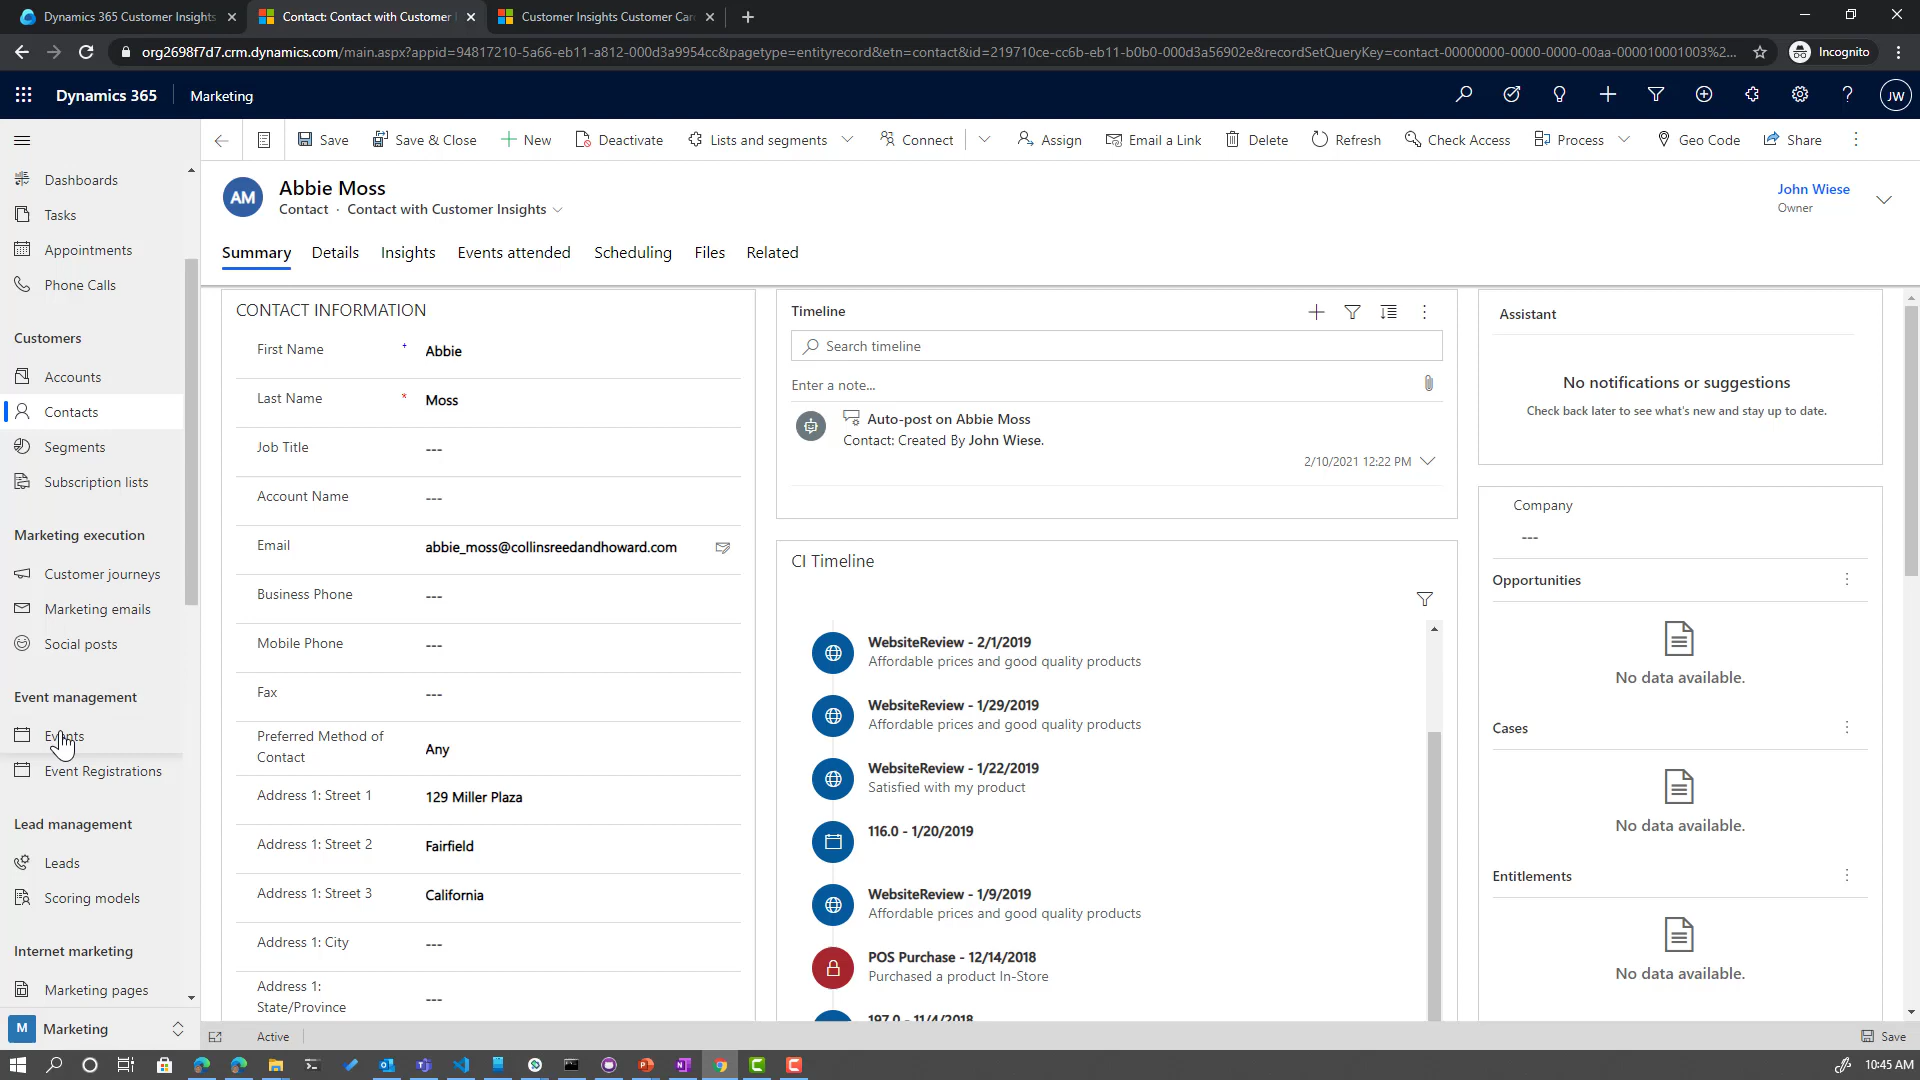 Dynamics 365 Customer Insights
Contact: Contact with Customer I
Customer Insights Customer Car
org2698f7d7.crm.dynamics.com/main.aspx?appid=94817210-5a66-eb11-a812-000d3a9954cc&pagetype=entityrecord&etn=contact&id=219710ce-cc6b-eb11-b0b0-000d3a56902e&recordSetQueryKey=contact-00000000-0000-0000-00aa-000010001003%2...
Incognito
Dynamics 365
Marketing
JW
Save
Save & Close
New
Deactivate
Lists and segments
Connect
Assign
Email a Link
Delete
Refresh
Check Access
Process
Geo Code
Share
Dashboards
Tasks
Appointments
Phone Calls
Customers
Accounts
Contacts
Segments
Subscription lists
Marketing execution
Customer journeys
Marketing emails
Social posts
Event management
Events
Event Registrations
Lead management
Leads
Scoring models
Internet marketing
Marketing pages
M
Marketing
AM
Abbie Moss
Contact · Contact with Customer Insights
John Wiese
Owner
Summary
Details
Insights
Events attended
Scheduling
Files
Related
CONTACT INFORMATION
First Name + Abbie
Last Name * Moss
Job Title ---
Account Name ---
Email abbie_moss@collinsreedandhoward.com
Business Phone ---
Mobile Phone ---
Fax ---
Preferred Method of
Contact
Any
Address 1: Street 1 129 Miller Plaza
Address 1: Street 2 Fairfield
Address 1: Street 3 California
Address 1: City ---
Address 1:
State/Province
---
Timeline
Search timeline
Enter a note...
Auto-post on Abbie Moss
Contact: Created By John Wiese.
2/10/2021 12:22 PM
CI Timeline
WebsiteReview - 2/1/2019
Affordable prices and good quality products
WebsiteReview - 1/29/2019
Affordable prices and good quality products
WebsiteReview - 1/22/2019
Satisfied with my product
116.0 - 1/20/2019
WebsiteReview - 1/9/2019
Affordable prices and good quality products
POS Purchase - 12/14/2018
Purchased a product In-Store
197.0 - 11/4/2018
Assistant
No notifications or suggestions
Check back later to see what's new and stay up to date.
Company
---
Opportunities
No data available.
Cases
No data available.
Entitlements
No data available.
Active
Save
10:45 AM